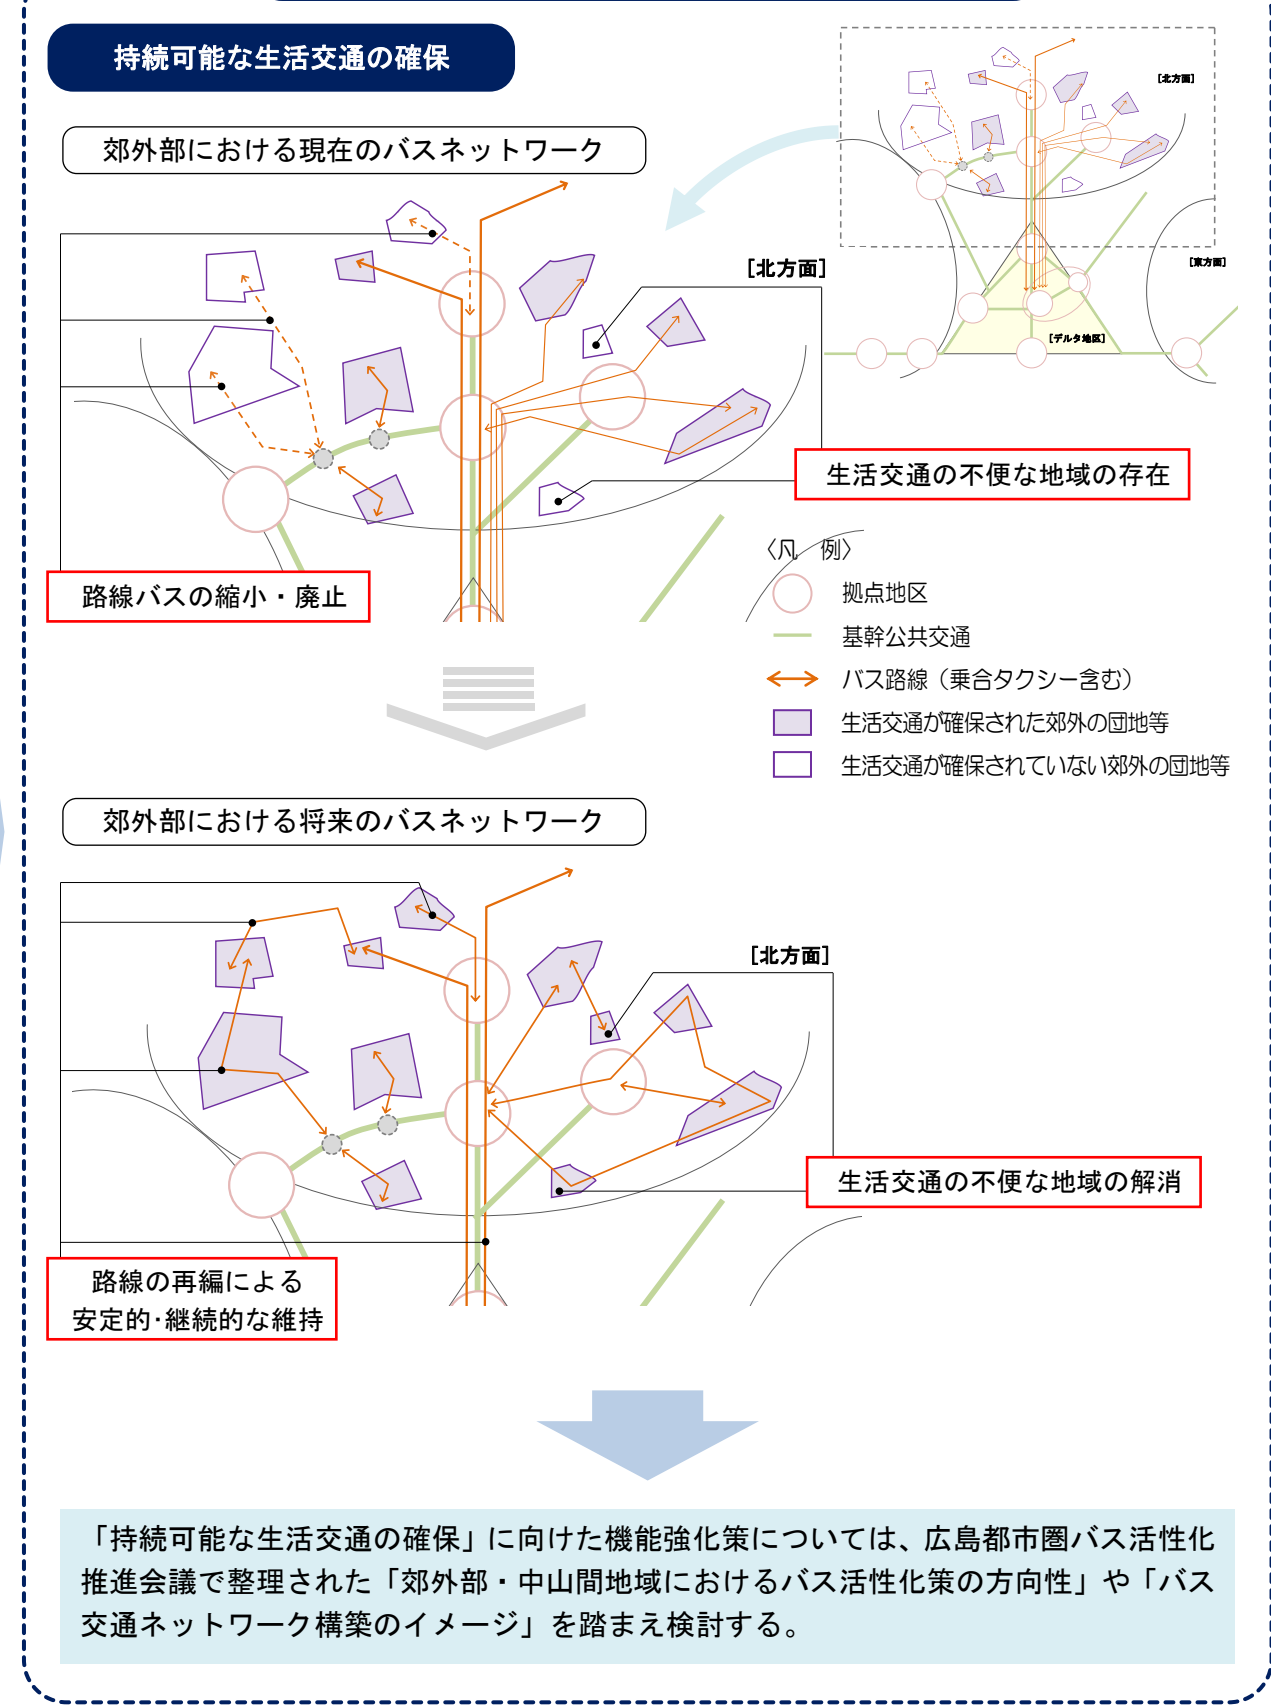 持続可能な生活交通の確保
[北方面]
[東方面]
[デルタ地区]
郊外部における現在のバスネットワーク
[北方面]
生活交通の不便な地域の存在
路線バスの縮小・廃止
〈凡　例〉
拠点地区
基幹公共交通
バス路線（乗合タクシー含む）
生活交通が確保された郊外の団地等
生活交通が確保されていない郊外の団地等
郊外部における将来のバスネットワーク
[北方面]
生活交通の不便な地域の解消
路線の再編による
安定的・継続的な維持
「持続可能な生活交通の確保」に向けた機能強化策については、広島都市圏バス活性化
推進会議で整理された「郊外部・中山間地域におけるバス活性化策の方向性」や「バス
交通ネットワーク構築のイメージ」を踏まえ検討する。